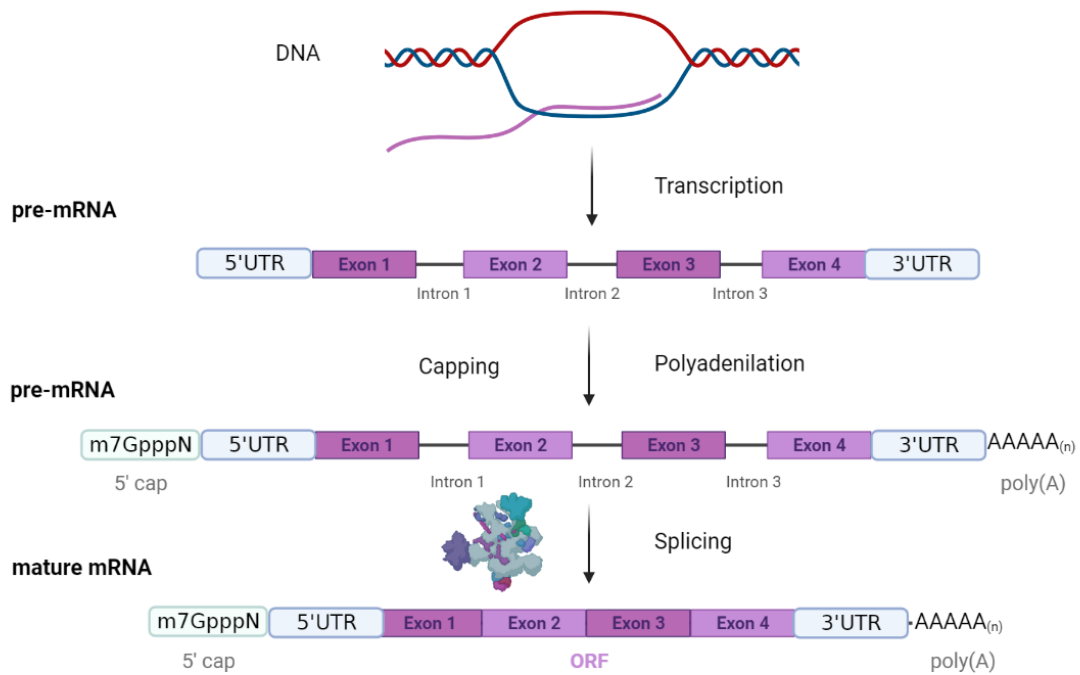 DNA
Transcription
pre-mRNA
5'UTR Exon 1 Exon 2 Exon 3 Exon 4 3'UTR
Intron 1 Intron 2 Intron 3
Capping Polyadenilation
pre-mRNA
m7GpppN 5'UTR Exon 1 Exon 2 Exon 3 Exon 4 3'UTR AAAAA(n)
5' cap Intron 1 Intron 2 Intron 3 poly(A)
Splicing
mature mRNA
m7GpppN 5'UTR Exon 1 Exon 2 Exon 3 Exon 4 3'UTR AAAAA(n)
5' cap ORF poly(A)